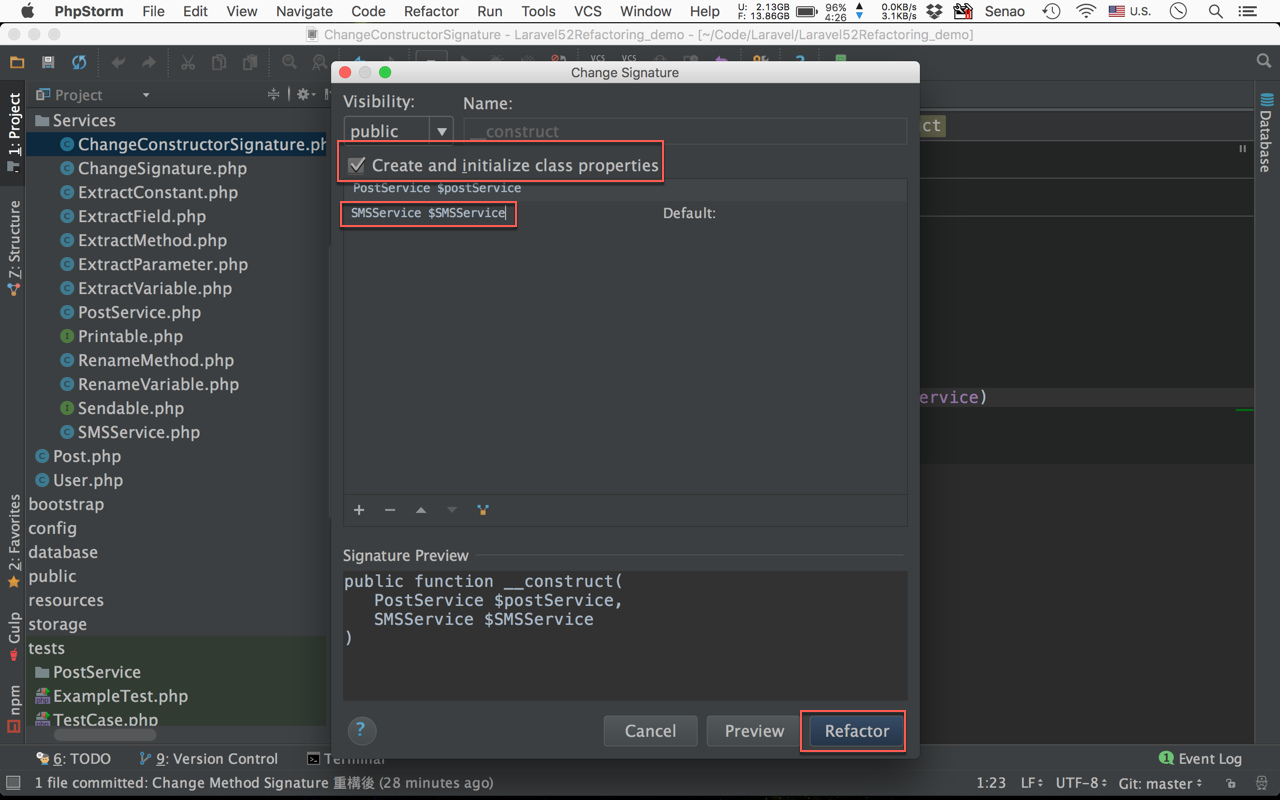 PhpStorm File Edit View Navigate Code Refactor Run Tools VCS Window Help U: 2.13GB F: 13.86GB 96% 4:26 0.0KB/s 3.1KB/s Senao U.S.
ChangeConstructorSignature - Laravel52Refactoring_demo - [~/Code/Laravel/Laravel52Refactoring_demo]
VCS VCS
Project
1: Project
Z: Structure
2: Favorites
Gulp
npm
Services
ChangeConstructorSignature.ph
ChangeSignature.php
ExtractConstant.php
ExtractField.php
ExtractMethod.php
ExtractParameter.php
ExtractVariable.php
PostService.php
Printable.php
RenameMethod.php
RenameVariable.php
Sendable.php
SMSService.php
Post.php
User.php
bootstrap
config
database
public
resources
storage
tests
PostService
ExampleTest.php
TestCase.php
Change Signature
Visibility:
Name:
public
__construct
Create and initialize class properties
PostService $postService
SMSService $SMSService
Default:
Signature Preview
public function __construct(
PostService $postService,
SMSService $SMSService
)
?
Cancel
Preview
Refactor
ct
ervice)
Database
6: TODO
9: Version Control
Terminal
1 Event Log
1 file committed: Change Method Signature 重構後 (28 minutes ago)
1:23 LF UTF-8 Git: master